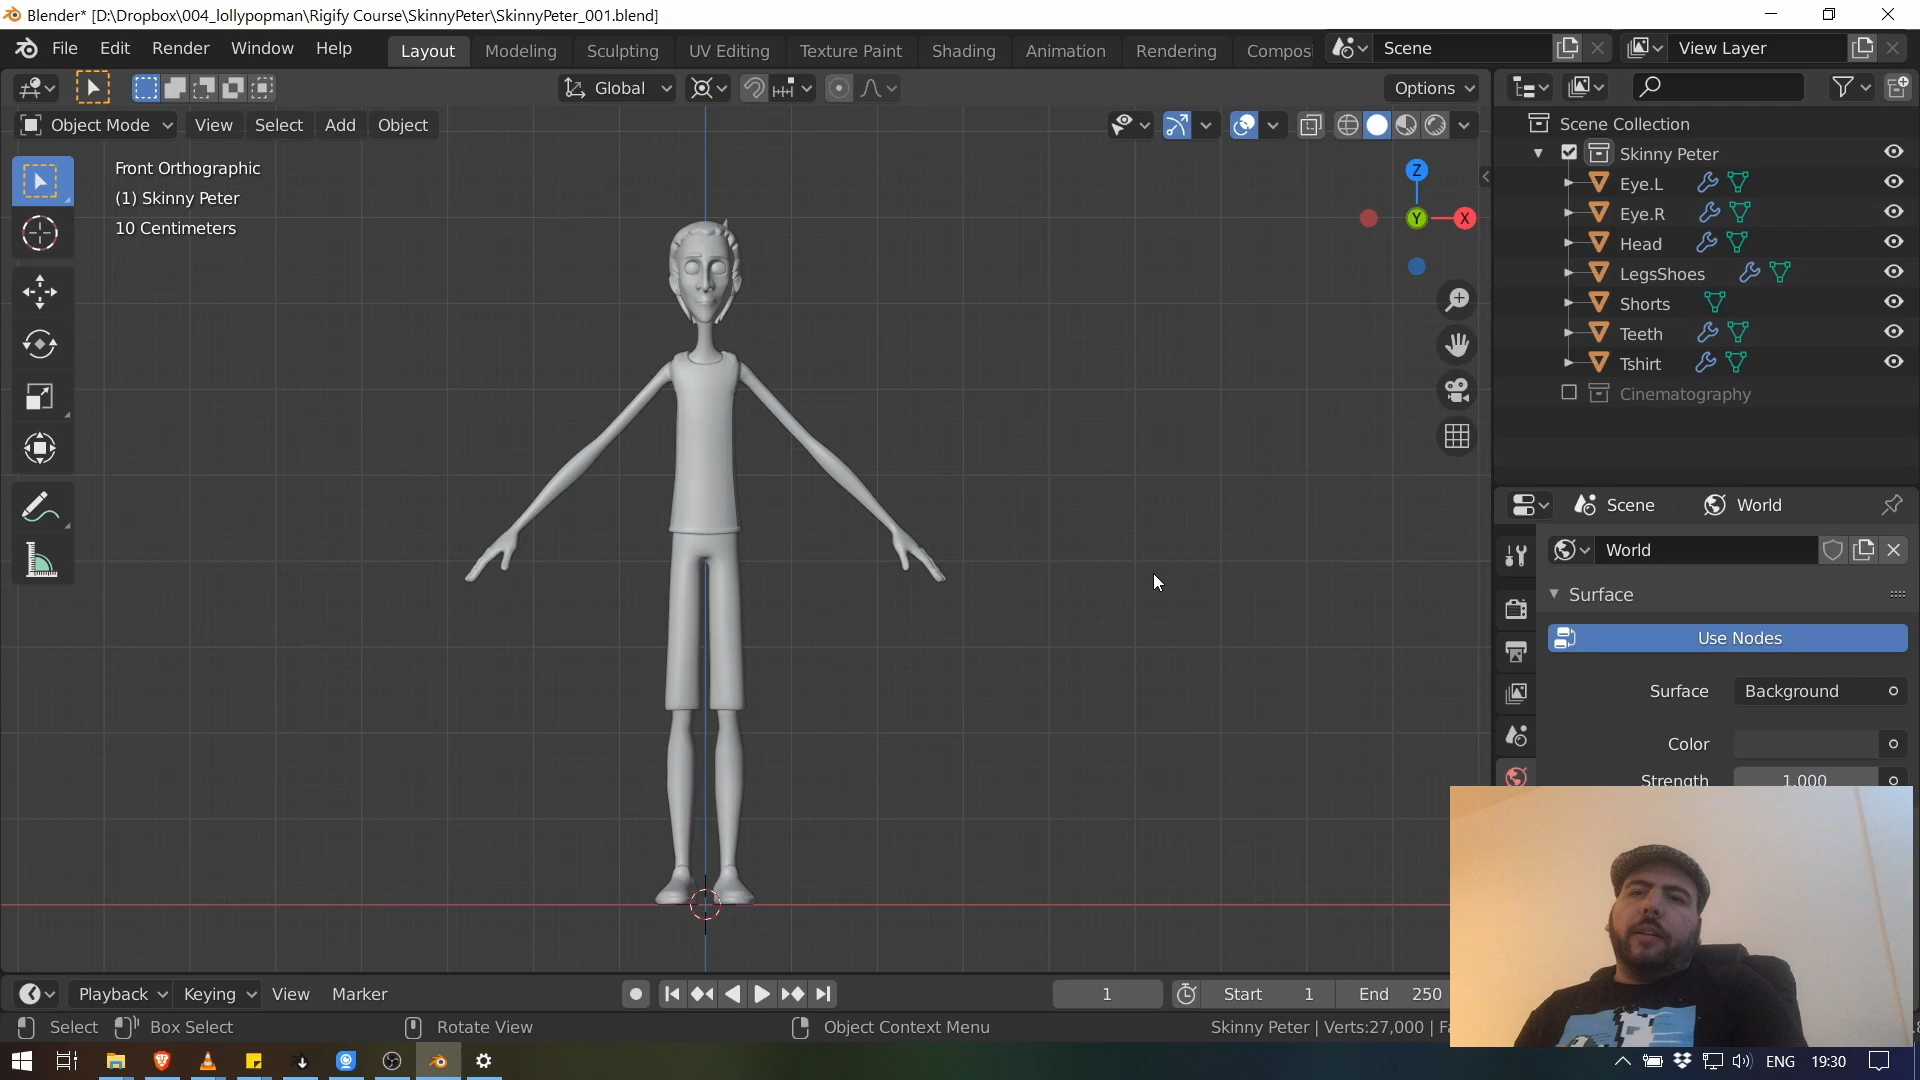 Blender* [D:\Dropbox\004_lollypopman\Rigify Course\SkinnyPeter\SkinnyPeter_001.blend]
File Edit Render Window Help Layout Modeling Sculpting UV Editing Texture Paint Shading Animation Rendering Compos Scene View Layer
Global Options
Object Mode View Select Add Object
Front Orthographic
(1) Skinny Peter
10 Centimeters
Z
Y
X
Scene Collection
Skinny Peter
Eye.L
Eye.R
Head
LegsShoes
Shorts
Teeth
Tshirt
Cinematography
Scene World
World
Surface
Use Nodes
Surface Background
Color
Strength 1.000
Playback Keying View Marker 1 Start 1 End 250
Select Box Select Rotate View Object Context Menu Skinny Peter | Verts:27,000 |
ENG 19:30